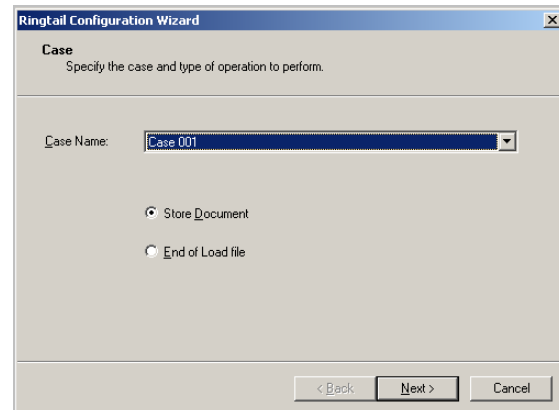 Ringtail Configuration Wizard
Case
Specify the case and type of operation to perform.
Case Name: Case 001
Store Document
End of Load file
< Back Next > Cancel